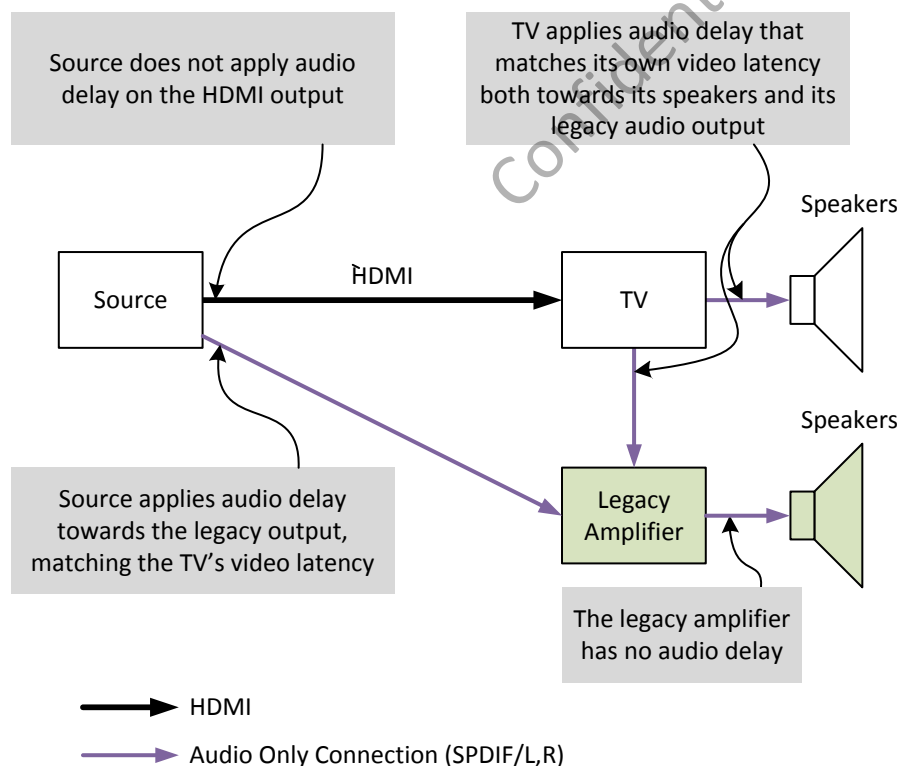 Source does not apply audio
delay on the HDMI output
TV applies audio delay that
matches its own video latency
both towards its speakers and its
legacy audio output
Confident
Speakers
Source
HDMI
TV
Speakers
Legacy
Amplifier
Source applies audio delay
towards the legacy output,
matching the TV's video latency
The legacy amplifier
has no audio delay
HDMI
Audio Only Connection (SPDIF/L,R)